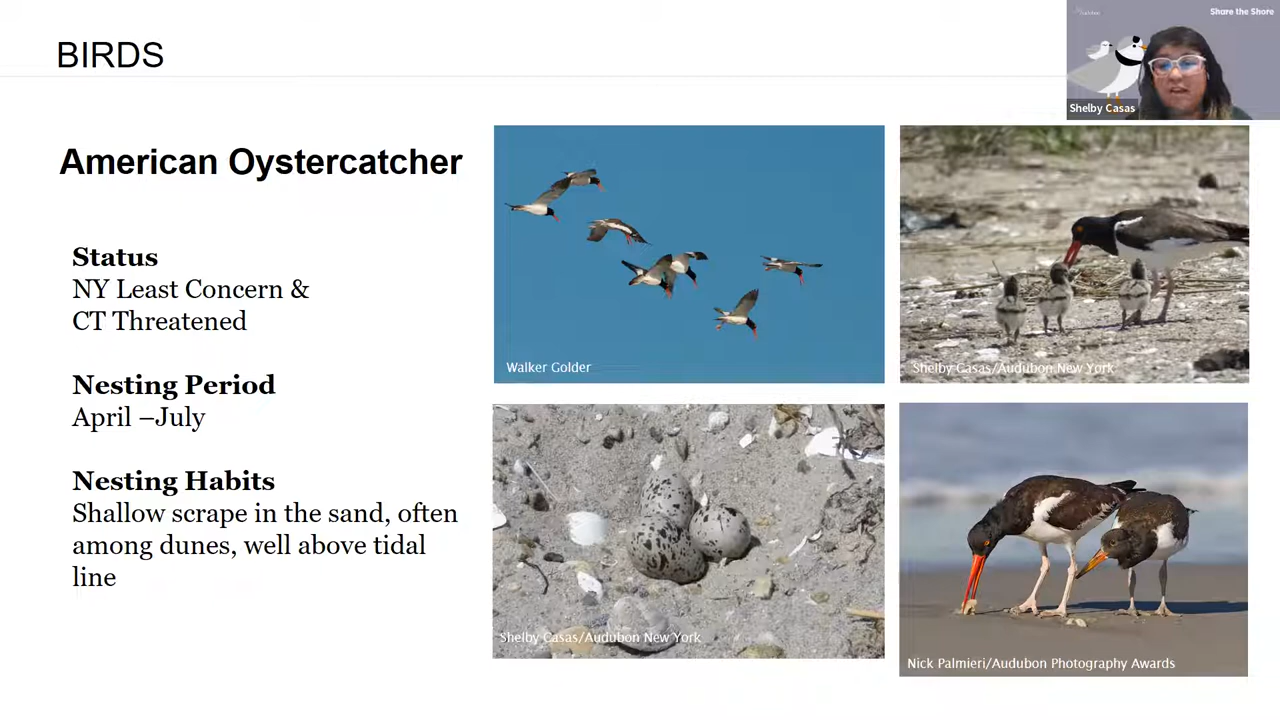 BIRDS
Audubon
Share the Shore
Shelby Casas
American Oystercatcher
Status
NY Least Concern &
CT Threatened
Nesting Period
April –July
Nesting Habits
Shallow scrape in the sand, often
among dunes, well above tidal
line
Walker Golder
Shelby Casas/Audubon New York
Shelby Casas/Audubon New York
Nick Palmieri/Audubon Photography Awards